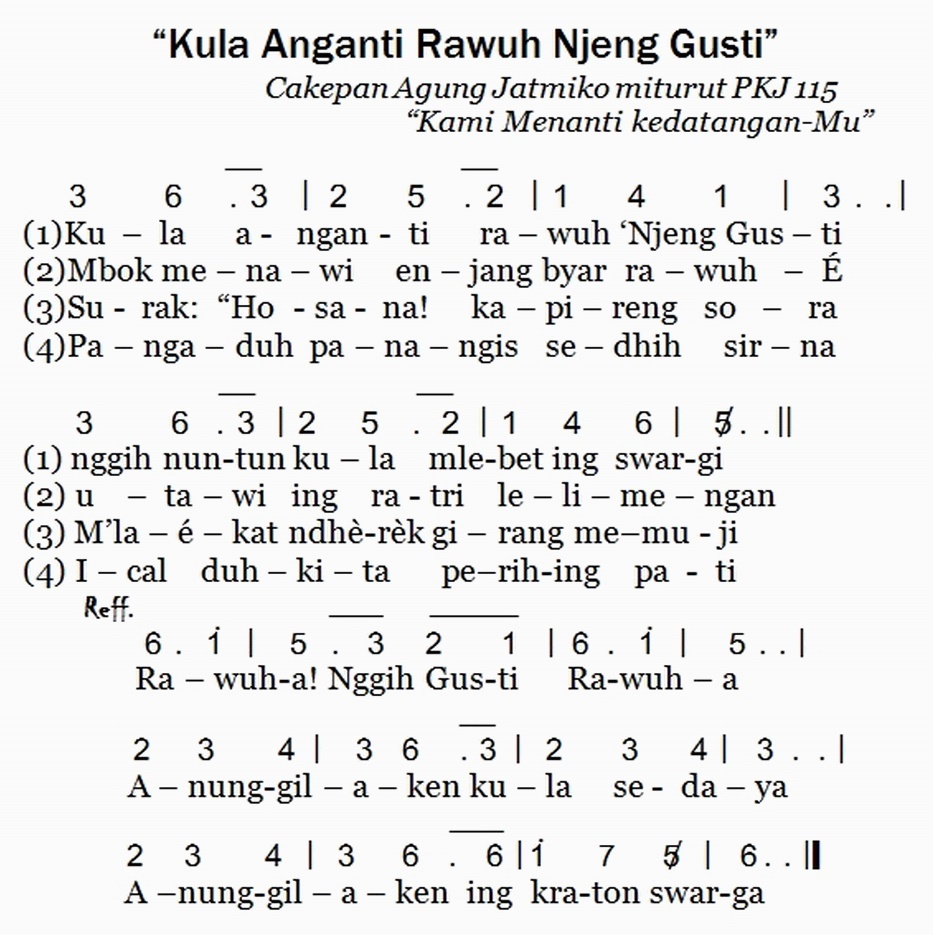 “Kula Anganti Rawuh Njeng Gusti”
Cakepan Agung Jatmiko miturut PKJ 115
“Kami Menanti kedatangan-Mu”
3 6 . 3 | 2 5 . 2 | 1 4 1 | 3 . . |
(1)Ku – la a - ngan - ti ra – wuh ‘Njeng Gus – ti
(2)Mbok me – na – wi en – jang byar ra – wuh – É
(3)Su - rak: “Ho - sa - na! ka – pi – reng so – ra
(4)Pa – nga – duh pa – na – ngis se – dhih sir – na
3 6 . 3 | 2 5 . 2 | 1 4 6 | 5̸ . . ||
(1) nggih nun-tun ku – la mle-bet ing swar-gi
(2) u – ta – wi ing ra - tri le – li – me – ngan
(3) M’la – é – kat ndhè-rèk gi – rang me–mu - ji
(4) I – cal duh – ki – ta pe–rih-ing pa - ti
Reff.
6 . 1̇ | 5 . 3 2 1 | 6 . 1̇ | 5 . . |
Ra – wuh-a! Nggih Gus-ti Ra-wuh – a
2 3 4 | 3 6 . 3 | 2 3 4 | 3 . . |
A – nung-gil – a – ken ku – la se - da – ya
2 3 4 | 3 6 . 6 | 1̇ 7 5̸ | 6 . . ||
A –nung-gil – a – ken ing kra-ton swar-ga